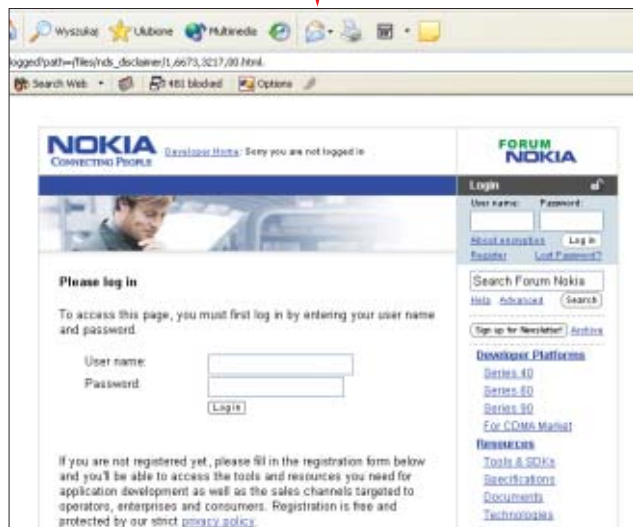 Wyszukaj Ulubione Multimedia
logged?path=/files/nds_disclaimer/1,6673,3217,00.html.
Search Web 481 blocked Options
NOKIA
CONNECTING PEOPLE
Developer Home: Sorry you are not logged in
FORUM
NOKIA
Login
User name: Password:
About encryption Log in
Register Lost Password?
Search Forum Nokia
Help Advanced Search
Sign up for Newsletter! Archive
Please log in
To access this page, you must first log in by entering your user name
and password.
User name:
Password:
Log in
If you are not registered yet, please fill in the registration form below
and you'll be able to access the tools and resources you need for
application development as well as the sales channels targeted to
operators, enterprises and consumers. Registration is free and
protected by our strict privacy policy.
Developer Platforms
Series 40
Series 60
Series 90
For CDMA Market
Resources
Tools & SDKs
Specifications
Documents
Technologies